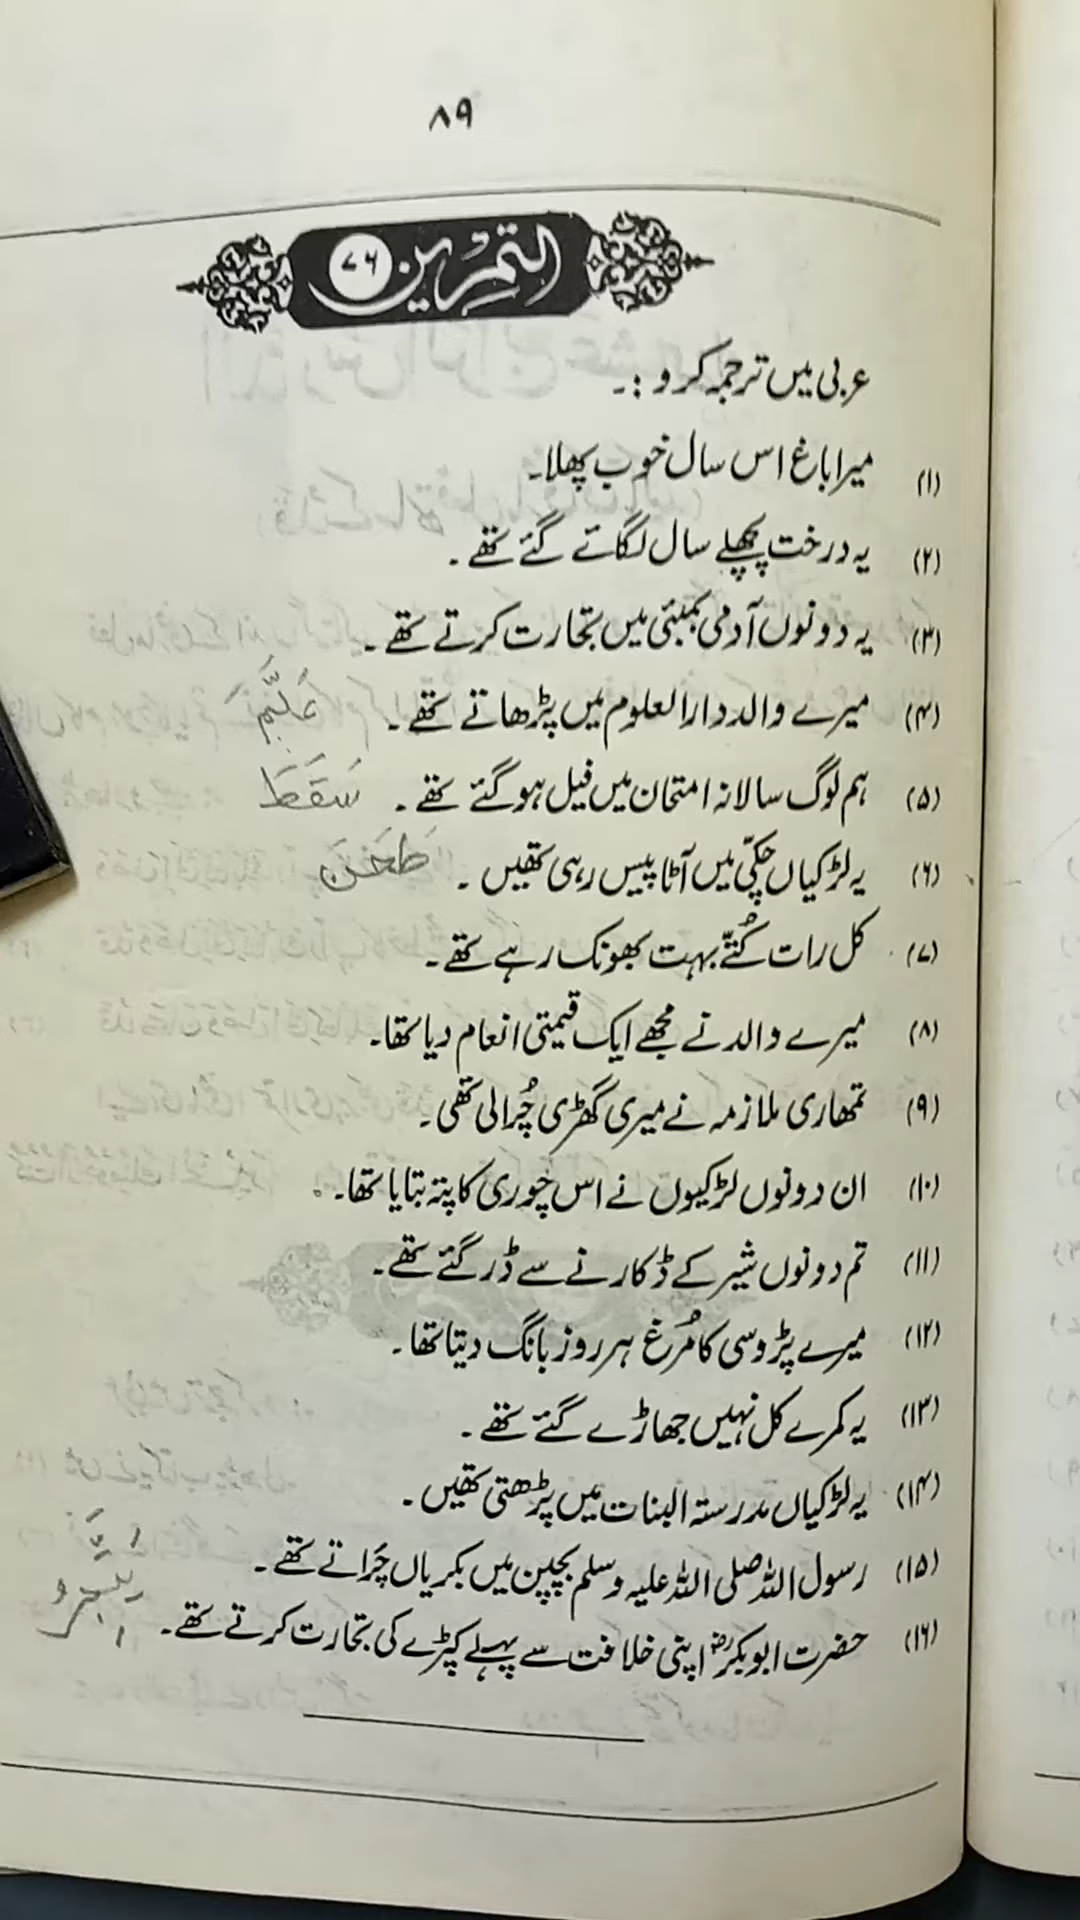 ۸۹
التمرین ۷۶
عربی میں ترجمہ کرو :۔
(۱) میرا باغ اس سال خوب پھلا۔
(۲) یہ درخت پچھلے سال لگائے گئے تھے۔
(۳) یہ دونوں آدمی بمبئی میں تجارت کرتے تھے۔
(۴) میرے والد دارالعلوم میں پڑھاتے تھے۔
(۵) ہم لوگ سالانہ امتحان میں فیل ہو گئے تھے۔ سَقَطَ
(۶) یہ لڑکیاں چکّی میں آٹا پیس رہی تھیں۔ طَحَنَ
(۷) کل رات کُتّے بہت بھونک رہے تھے۔
(۸) میرے والد نے مجھے ایک قیمتی انعام دیا تھا۔
(۹) تمھاری ملازمہ نے میری گھڑی چُرالی تھی۔
(۱۰) ان دونوں لڑکیوں نے اس چوری کا پتہ بتایا تھا۔
(۱۱) تم دونوں شیر کے ڈکارنے سے ڈر گئے تھے۔
(۱۲) میرے پڑوسی کا مُرغ ہر روز بانگ دیتا تھا۔
(۱۳) یہ کمرے کل نہیں جھاڑے گئے تھے۔
(۱۴) یہ لڑکیاں مدرستہ البنات میں پڑھتی تھیں۔
(۱۵) رسول اللہ صلی اللہ علیہ وسلم بچپن میں بکریاں چَراتے تھے۔
(۱۶) حضرت ابوبکرؓ اپنی خلافت سے پہلے کپڑے کی تجارت کرتے تھے۔